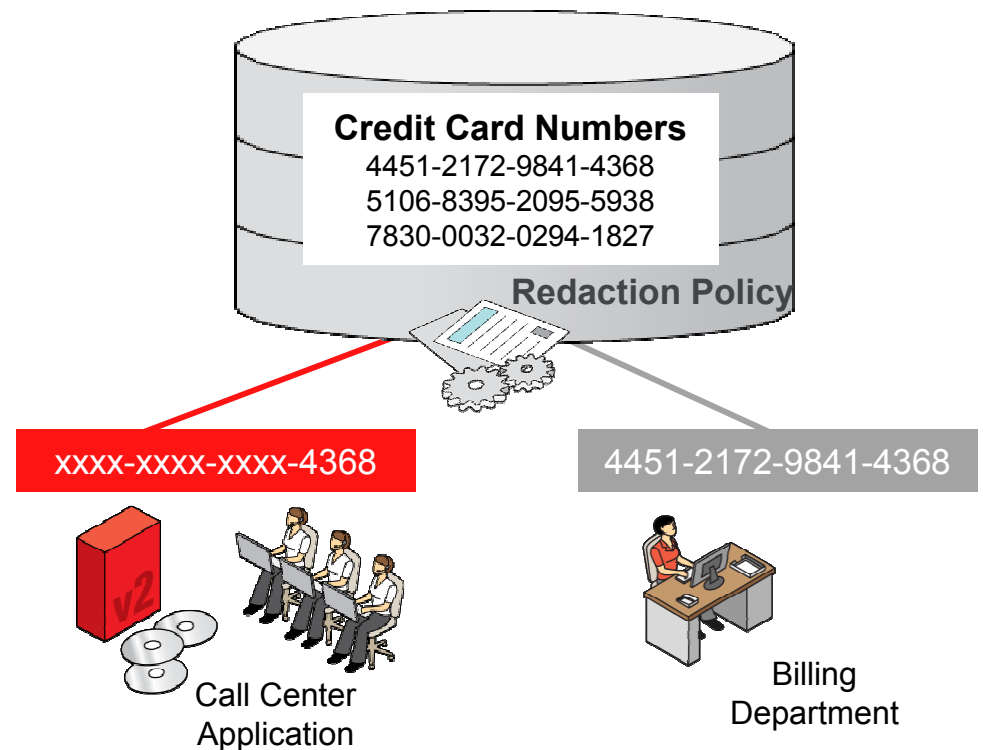 Credit Card Numbers
4451-2172-9841-4368
5106-8395-2095-5938
7830-0032-0294-1827
Redaction Policy
xxxx-xxxx-xxxx-4368
4451-2172-9841-4368
v2
Call Center
Application
Billing
Department